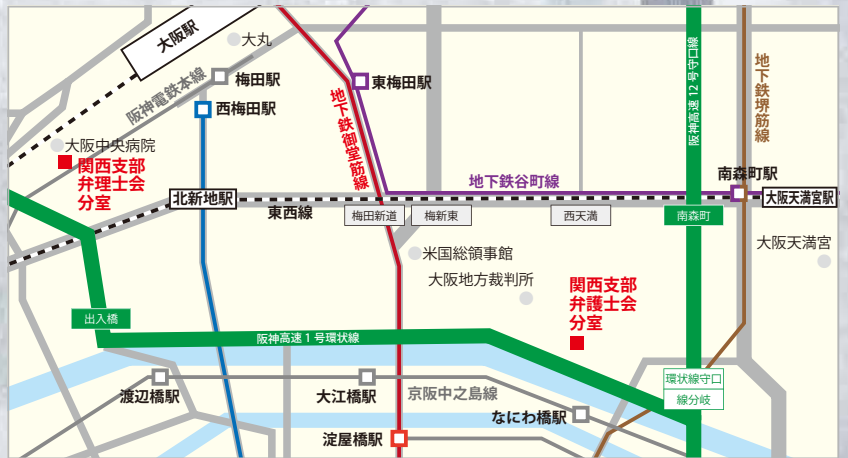 大阪駅
大丸
阪神電鉄本線
梅田駅
西梅田駅
東梅田駅
地下鉄御堂筋線
阪神高速12号守口線
地下鉄堺筋線
大阪中央病院
関西支部
弁理士会
分室
北新地駅
東西線
地下鉄谷町線
南森町駅
大阪天満宮駅
梅田新道
梅新東
西天満
南森町
米国総領事館
大阪地方裁判所
大阪天満宮
関西支部
弁護士会
分室
出入橋
阪神高速1号環状線
環状線守口
線分岐
渡辺橋駅
大江橋駅
京阪中之島線
なにわ橋駅
淀屋橋駅